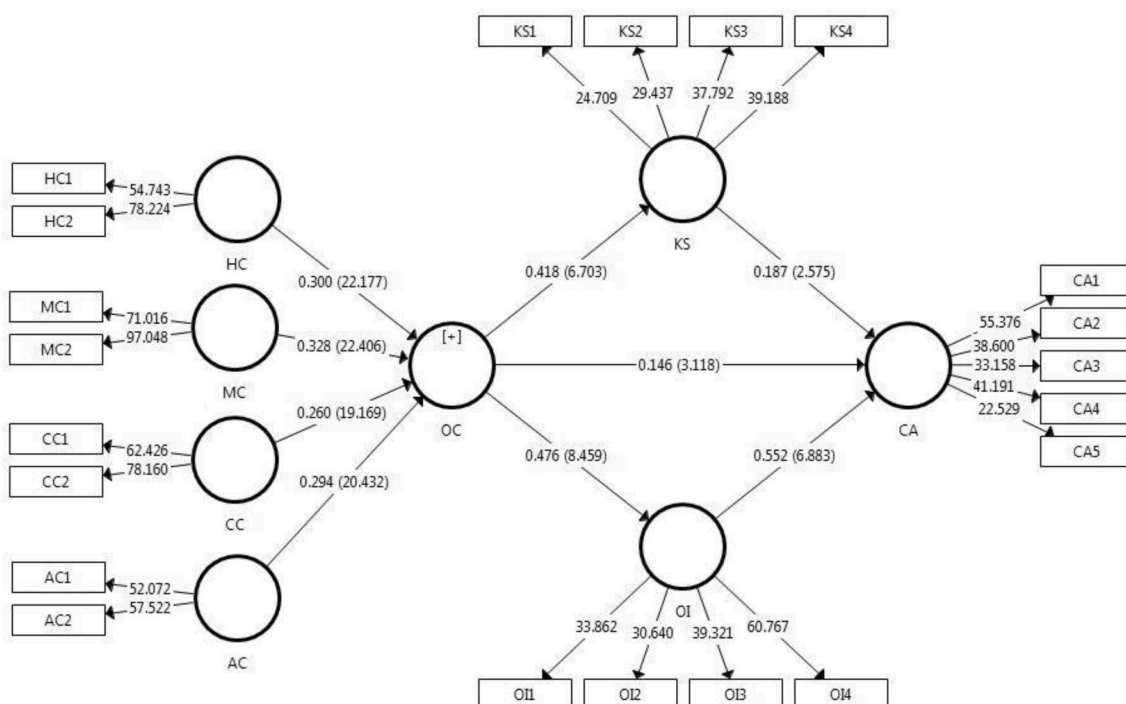 KS1 KS2 KS3 KS4
24.709 29.437 37.792 39.188
KS
HC1 54.743
HC2 78.224
HC
0.300 (22.177)
MC1 71.016
MC2 97.048
MC
0.328 (22.406)
CC1 62.426
CC2 78.160
CC
0.260 (19.169)
AC1 52.072
AC2 57.522
AC
0.294 (20.432)
[+]
OC
0.418 (6.703)
0.187 (2.575)
0.146 (3.118)
0.476 (8.459)
0.552 (6.883)
CA
55.376 CA1
38.600 CA2
33.158 CA3
41.191 CA4
22.529 CA5
OI
33.862 30.640 39.321 60.767
OI1 OI2 OI3 OI4